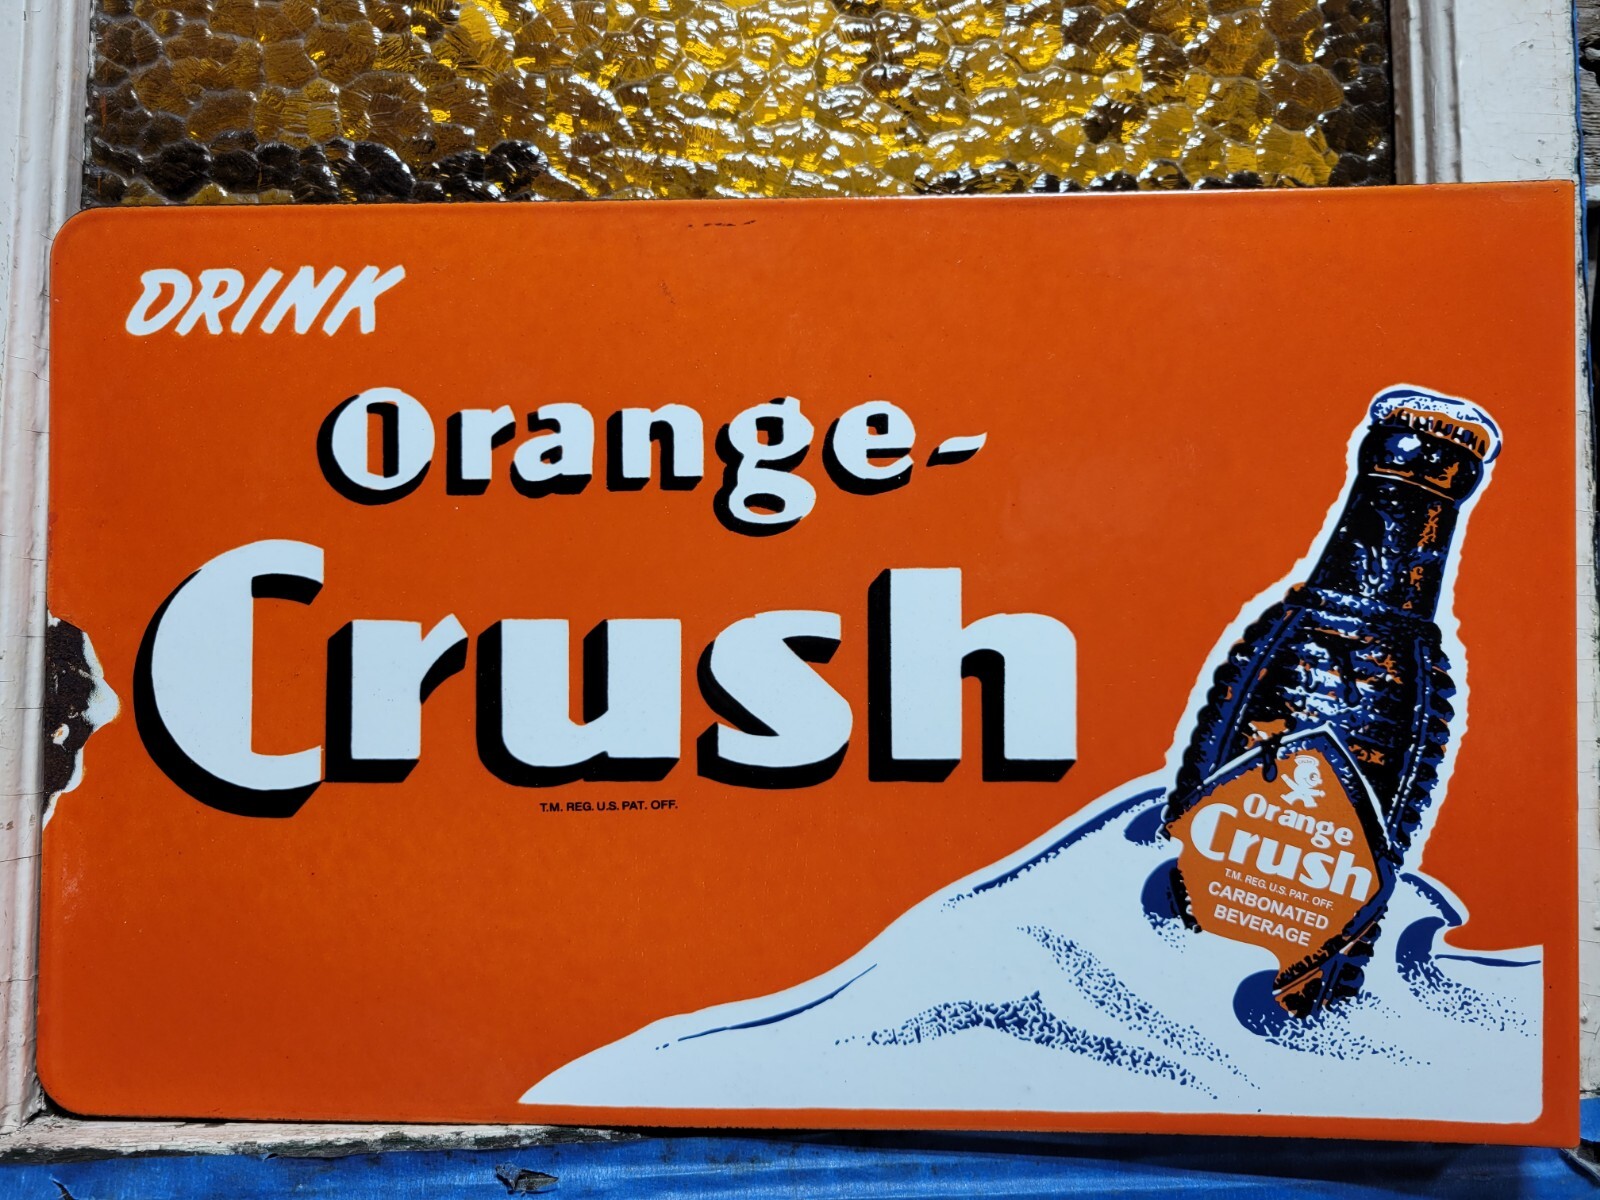 DRINK
Orange-
Crush
T.M. REG. U.S. PAT. OFF.
Orange
Crush
T.M. REG. U.S. PAT. OFF.
CARBONATED
BEVERAGE